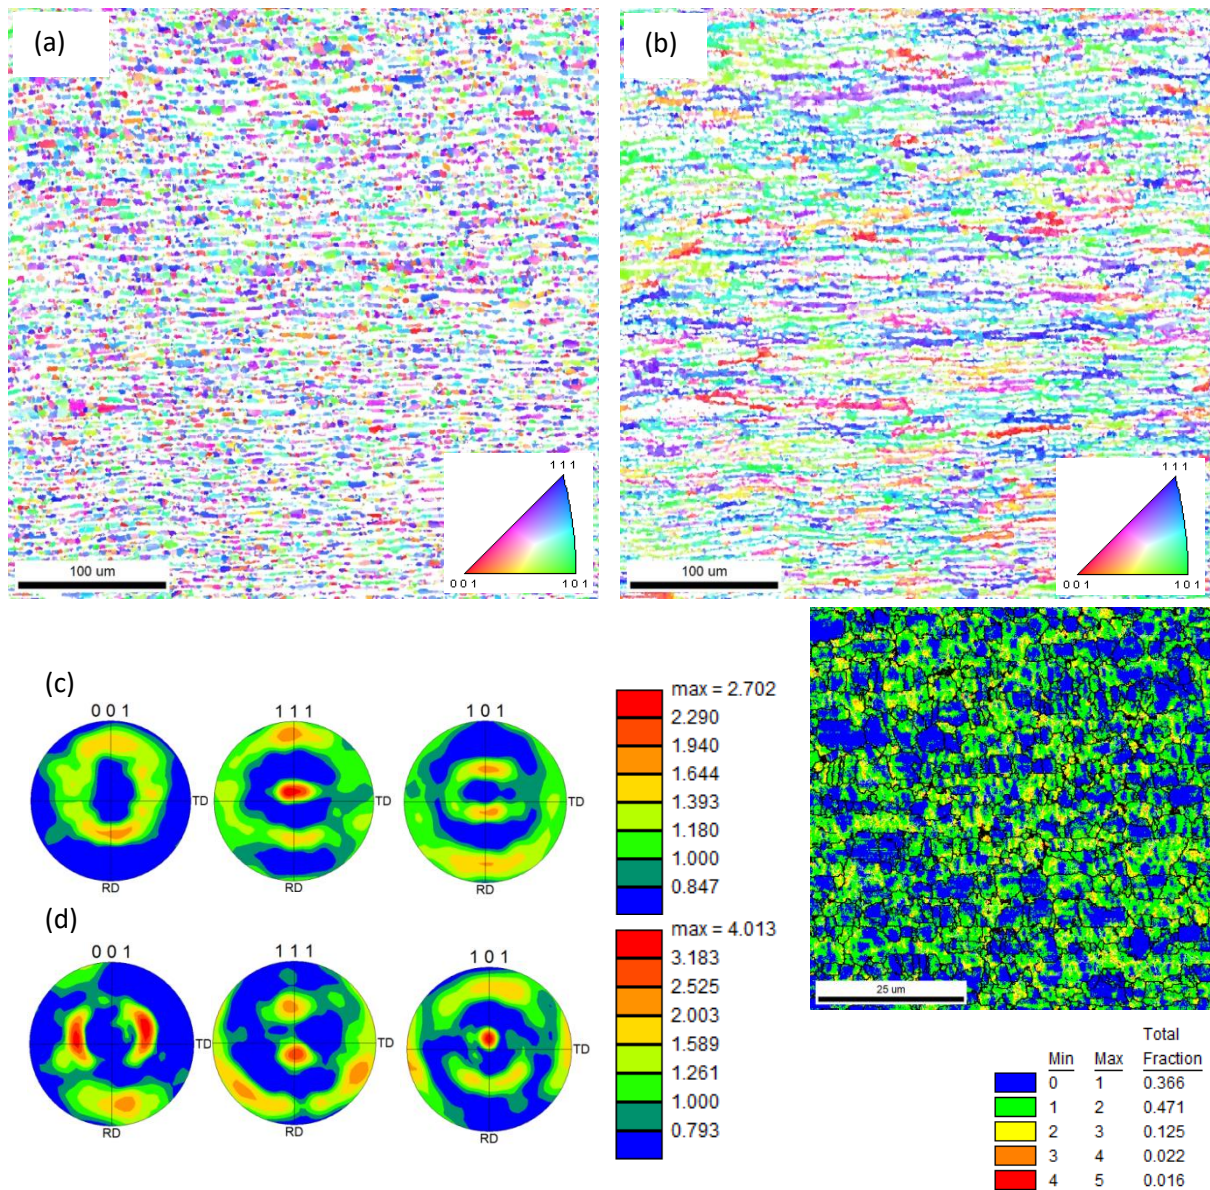 (a)
(b)
1 1 1
0 0 1
1 0 1
100 um
1 1 1
0 0 1
1 0 1
100 um
(c)
0 0 1
1 1 1
1 0 1
TD
TD
TD
RD
RD
RD
max = 2.702
2.290
1.940
1.644
1.393
1.180
1.000
0.847
25 um
(d)
0 0 1
1 1 1
1 0 1
TD
TD
TD
RD
RD
RD
max = 4.013
3.183
2.525
2.003
1.589
1.261
1.000
0.793
Total
Min Max Fraction
0 1 0.366
1 2 0.471
2 3 0.125
3 4 0.022
4 5 0.016